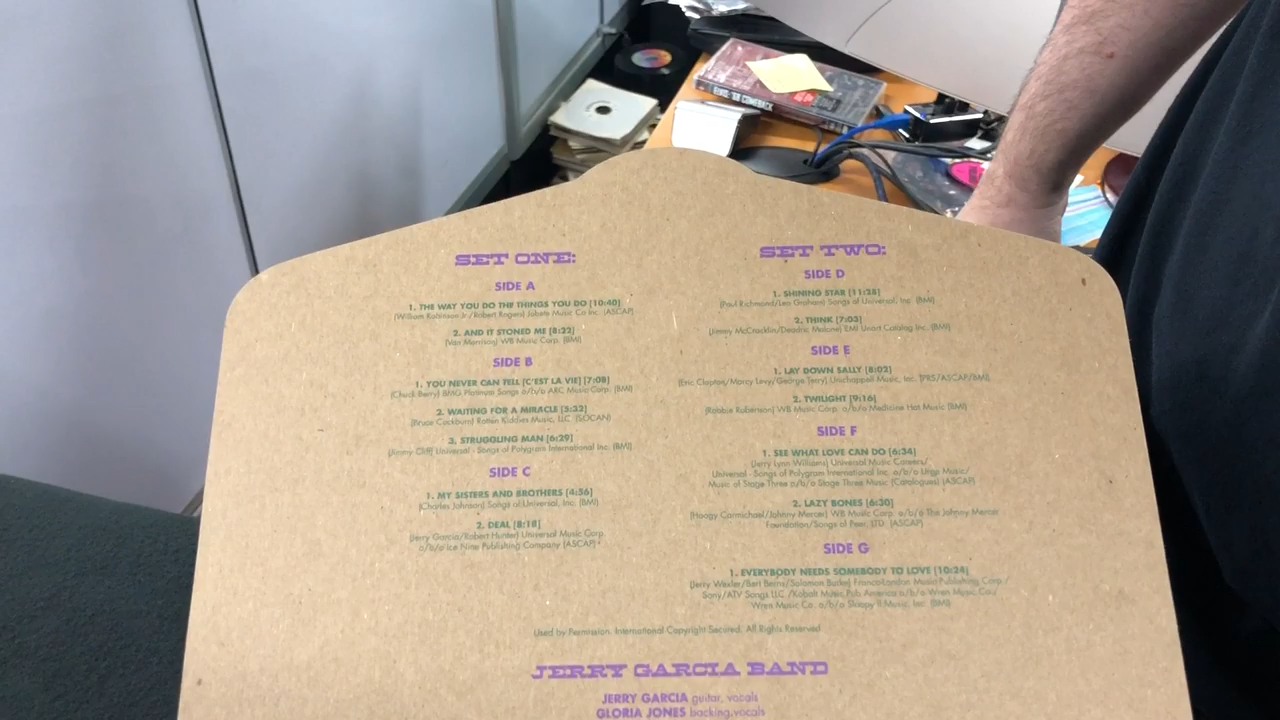 ELVIS: '68 COMEBACK
SET ONE:
SIDE A
1. THE WAY YOU DO THE THINGS YOU DO [10:40]
(William Robinson Jr./Robert Rogers) Jobete Music Co Inc. (ASCAP)
2. AND IT STONED ME [8:22]
(Van Morrison) WB Music Corp. (BMI)
SIDE B
1. YOU NEVER CAN TELL (C'EST LA VIE) [7:08]
(Chuck Berry) BMG Platinum Songs o/b/o ARC Music Corp. (BMI)
2. WAITING FOR A MIRACLE [5:32]
(Bruce Cockburn) Rotten Kiddies Music, LLC (SOCAN)
3. STRUGGLING MAN [6:29]
(Jimmy Cliff) Universal - Songs of Polygram International Inc. (BMI)
SIDE C
1. MY SISTERS AND BROTHERS [4:56]
(Charles Johnson) Songs of Universal, Inc. (BMI)
2. DEAL [8:18]
(Jerry Garcia/Robert Hunter) Universal Music Corp.
o/b/o Ice Nine Publishing Company (ASCAP)
SET TWO:
SIDE D
1. SHINING STAR [11:28]
(Paul Richmond/Leo Graham) Songs of Universal, Inc. (BMI)
2. THINK [7:03]
(Jimmy McCracklin/Deadric Malone) EMI Unart Catalog Inc. (BMI)
SIDE E
1. LAY DOWN SALLY [8:02]
(Eric Clapton/Marcy Levy/George Terry) Unichappell Music, Inc. (PRS/ASCAP/BMI)
2. TWILIGHT [9:16]
(Robbie Robertson) WB Music Corp. o/b/o Medicine Hat Music (BMI)
SIDE F
1. SEE WHAT LOVE CAN DO [6:34]
(Jerry Lynn Williams) Universal Music Careers/
Universal - Songs of Polygram International Inc. o/b/o Urge Music/
Music of Stage Three o/b/o Stage Three Music (Catalogues) (ASCAP)
2. LAZY BONES [6:30]
(Hoagy Carmichael/Johnny Mercer) WB Music Corp. o/b/o The Johnny Mercer
Foundation/Songs of Peer, LTD. (ASCAP)
SIDE G
1. EVERYBODY NEEDS SOMEBODY TO LOVE [10:24]
(Jerry Wexler/Bert Berns/Solomon Burke) Franco-London Music Publishing Corp./
Sony/ATV Songs LLC /Kobalt Music Pub America o/b/o Wren Music Co./
Wren Music Co. o/b/o Sloopy II Music, Inc. (BMI)
Used by Permission. International Copyright Secured. All Rights Reserved.
JERRY GARCIA BAND
JERRY GARCIA guitar, vocals
GLORIA JONES backing vocals